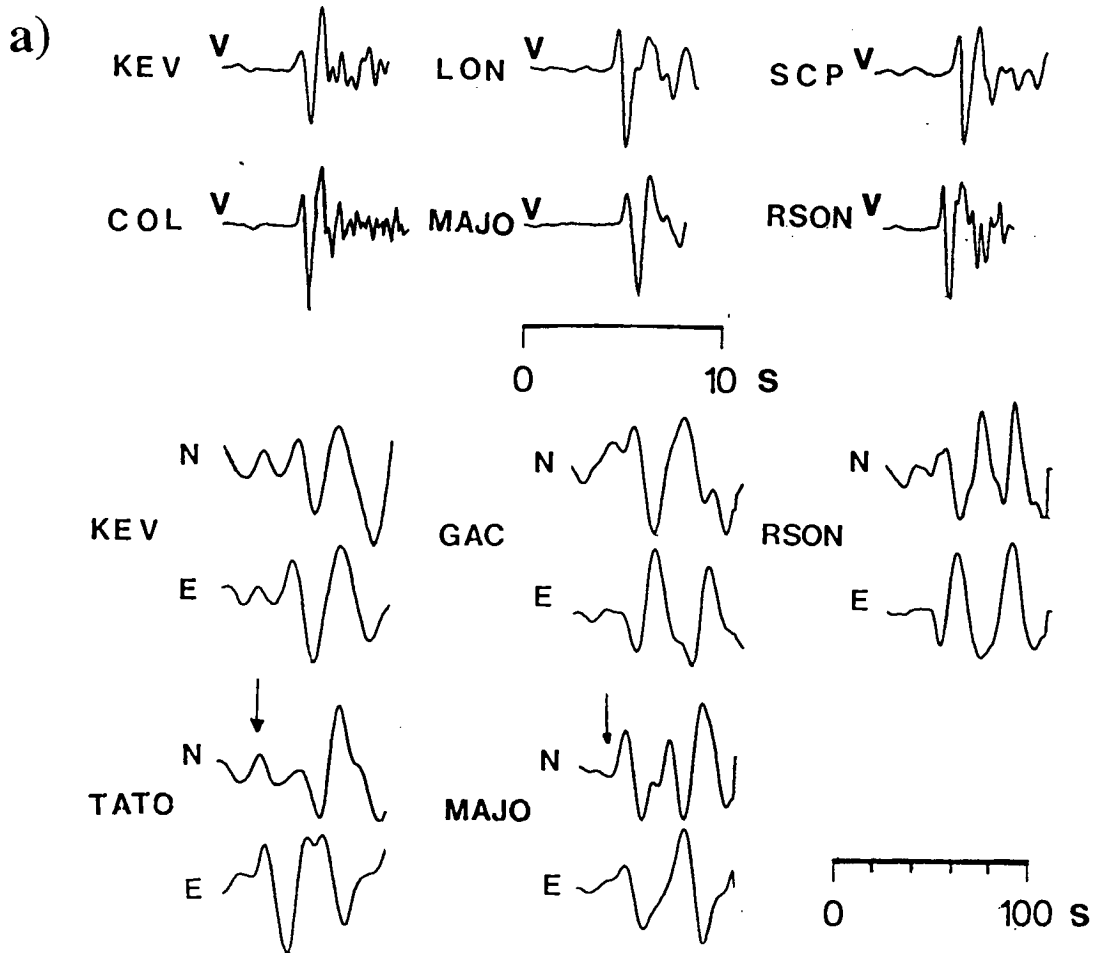 a)
KEV V LON V SCP V
COL V MAJO V RSON V
0 10 S
N N N
KEV GAC RSON
E E E
N N
TATO MAJO
E E
0 100 S